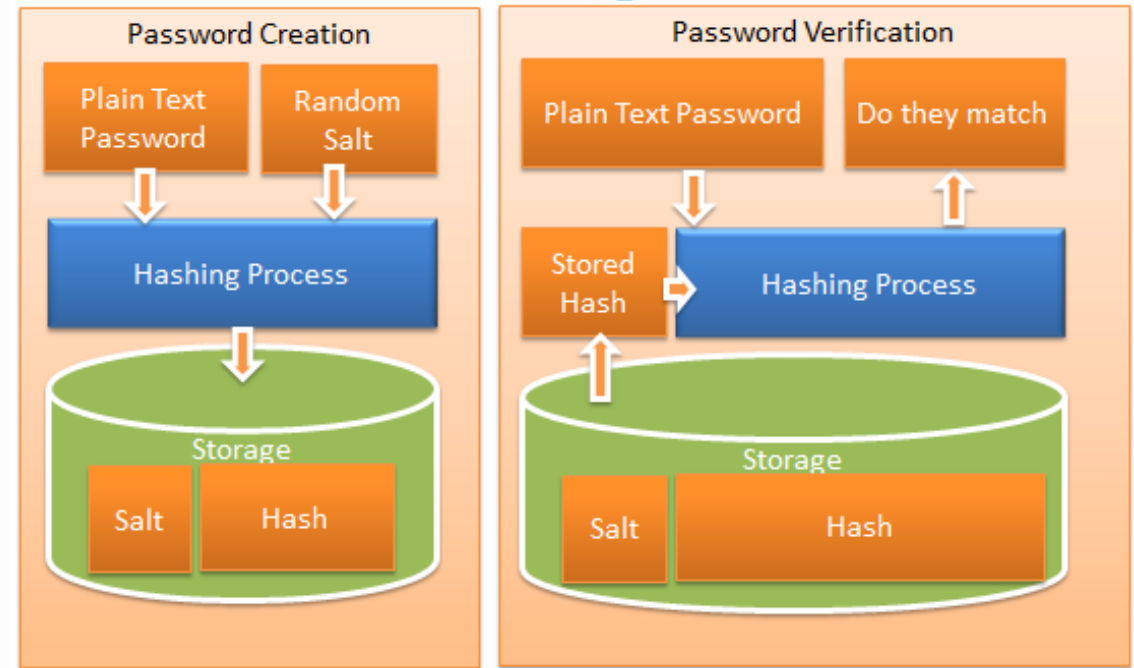 Password Creation
Plain Text
Password
Random
Salt
Hashing Process
Storage
Salt
Hash
Password Verification
Plain Text Password
Do they match
Stored
Hash
Hashing Process
Storage
Salt
Hash